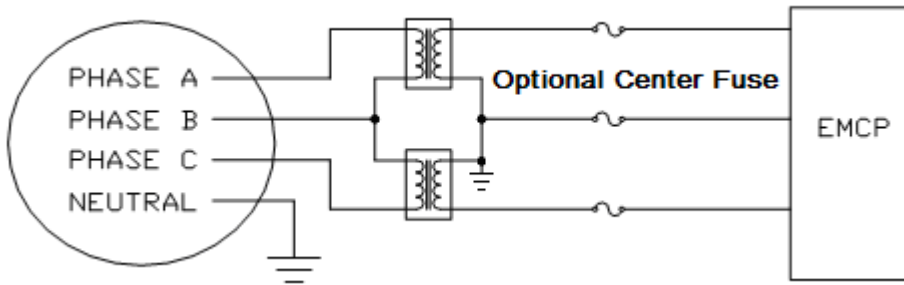 PHASE A
PHASE B
PHASE C
NEUTRAL
Optional Center Fuse
EMCP